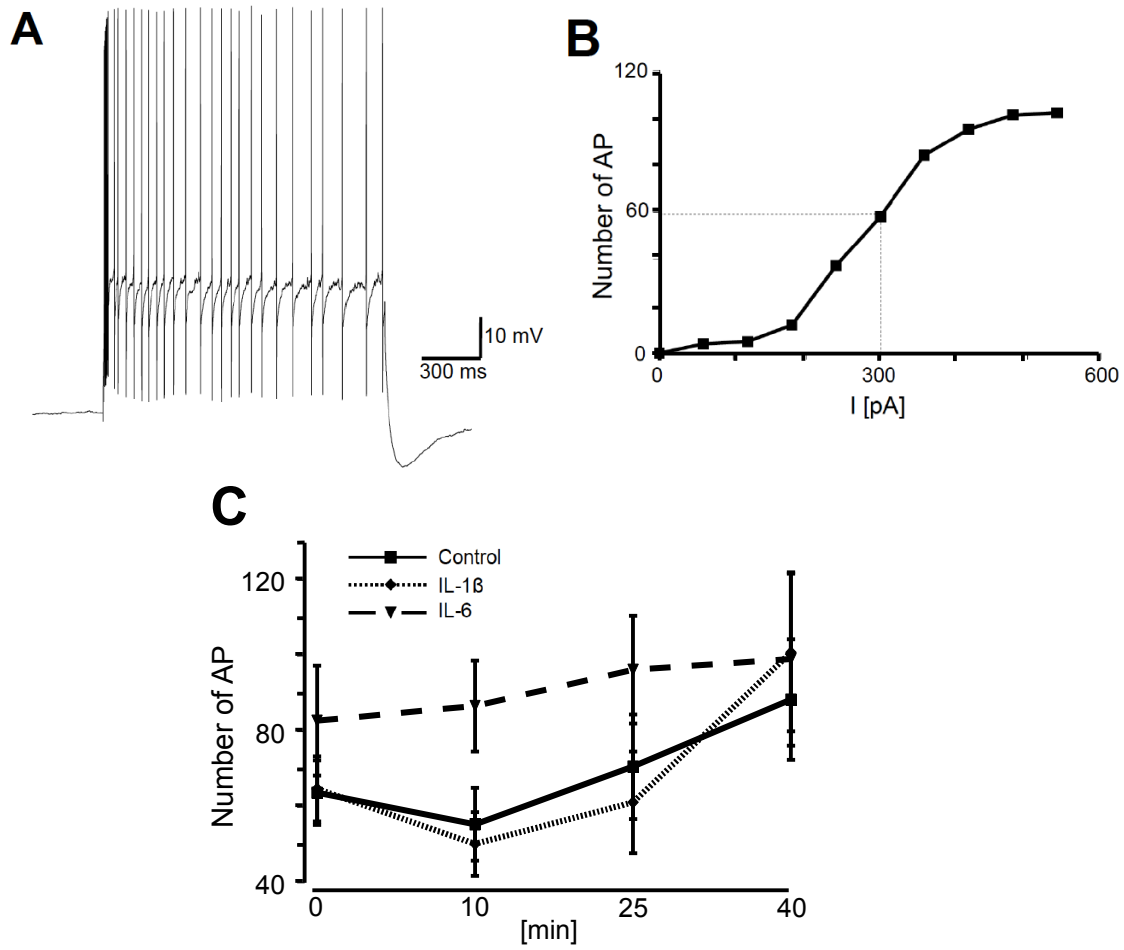 A
10 mV
300 ms
B
Number of AP
120
60
0
0
300
600
I [pA]
C
Control
IL-1ß
IL-6
Number of AP
120
80
40
0
10
25
40
[min]